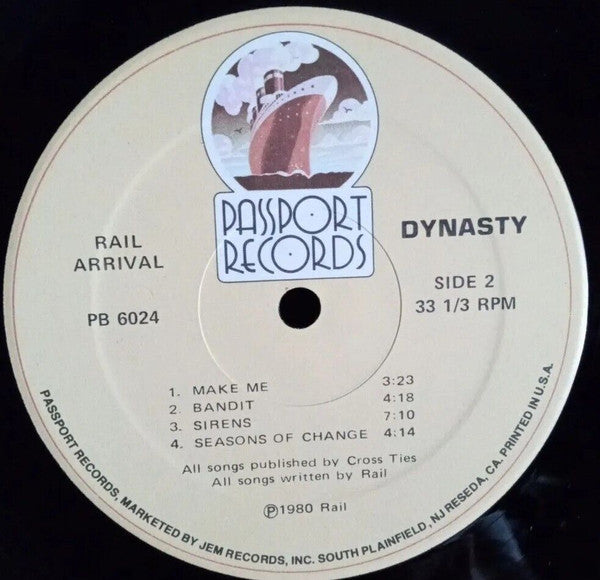 PASSPORT
RECORDS
RAIL
ARRIVAL
PB 6024
DYNASTY
SIDE 2
33 1/3 RPM
1. MAKE ME 3:23
2. BANDIT 4:18
3. SIRENS 7:10
4. SEASONS OF CHANGE 4:14
All songs published by Cross Ties
All songs written by Rail
℗1980 Rail
PASSPORT RECORDS, MARKETED BY JEM RECORDS, INC. SOUTH PLAINFIELD, NJ RESEDA, CA. PRINTED IN U.S.A.